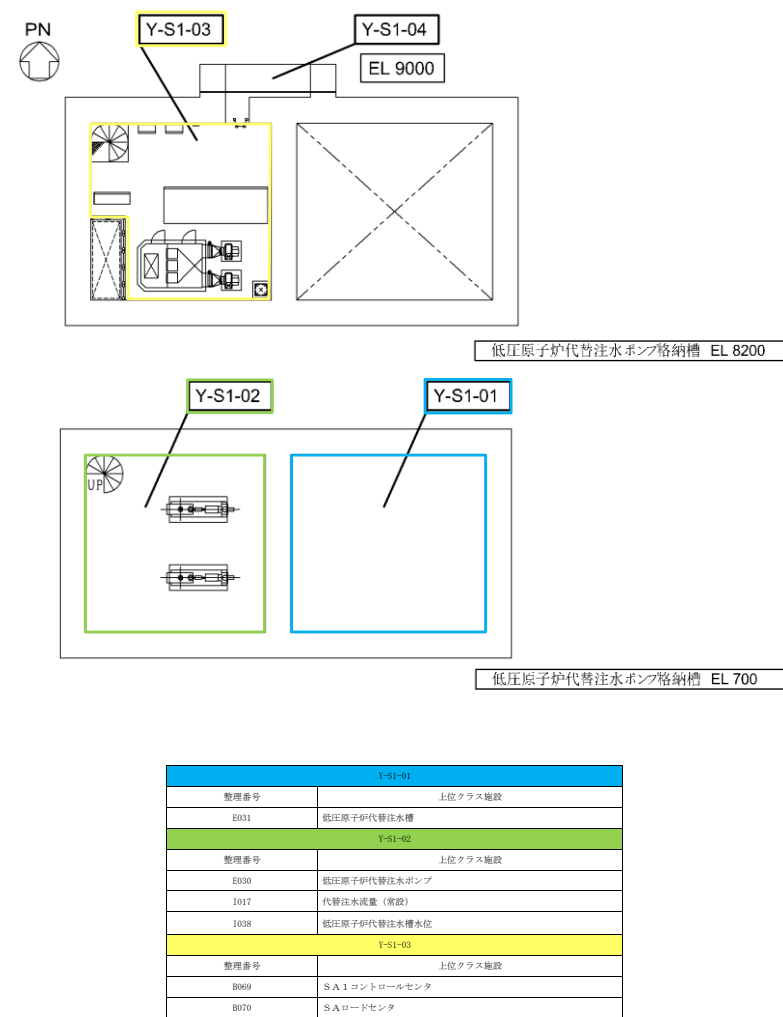 PN
Y-S1-03
Y-S1-04
EL 9000
低圧原子炉代替注水ポンプ格納槽 EL 8200
Y-S1-02
Y-S1-01
UP
低圧原子炉代替注水ポンプ格納槽 EL 700
Y-S1-01
整理番号 上位クラス施設
E031 低圧原子炉代替注水槽
Y-S1-02
整理番号 上位クラス施設
E030 低圧原子炉代替注水ポンプ
I017 代替注水流量（常設）
I038 低圧原子炉代替注水槽水位
Y-S1-03
整理番号 上位クラス施設
B069 ＳＡ１コントロールセンタ
B070 ＳＡロードセンタ